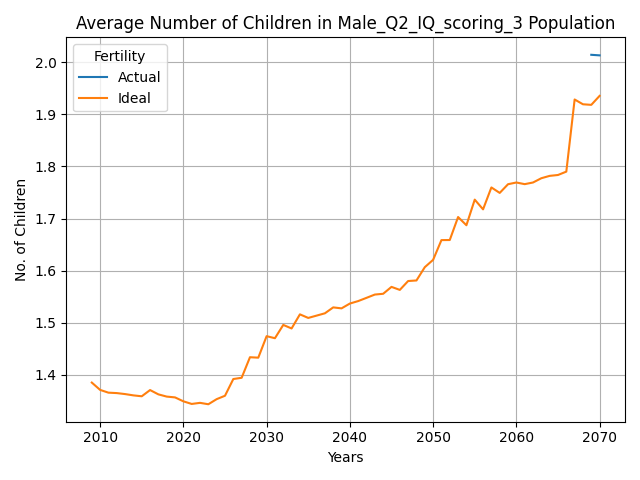 Average Number of Children in Male_Q2_IQ_scoring_3 Population
Fertility
Actual
Ideal
No. of Children
2.0
1.9
1.8
1.7
1.6
1.5
1.4
2010 2020 2030 2040 2050 2060 2070
Years